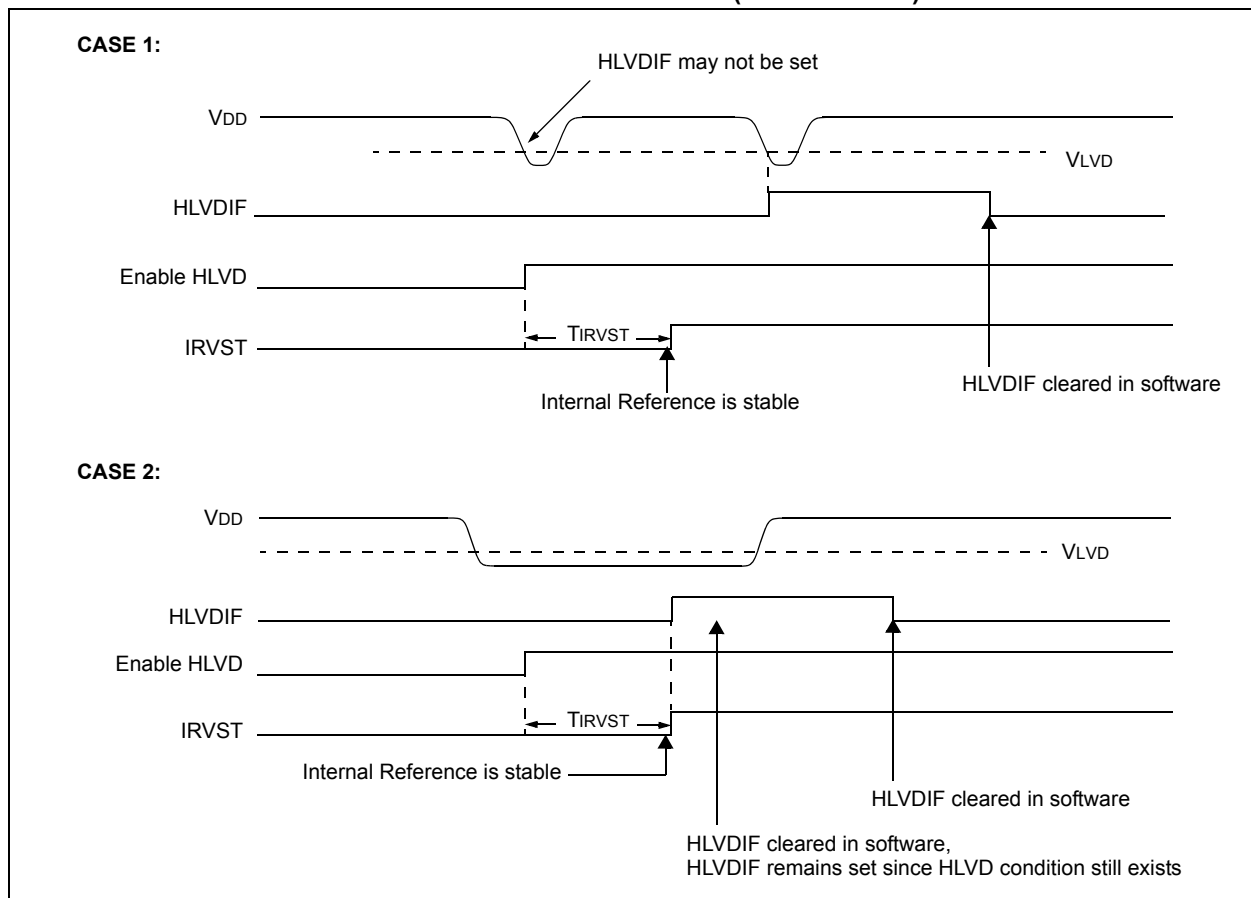 CASE 1:
HLVDIF may not be set
VDD
VLVD
HLVDIF
Enable HLVD
TIRVST
IRVST
HLVDIF cleared in software
Internal Reference is stable
CASE 2:
VDD
VLVD
HLVDIF
Enable HLVD
TIRVST
IRVST
Internal Reference is stable
HLVDIF cleared in software
HLVDIF cleared in software,
HLVDIF remains set since HLVD condition still exists